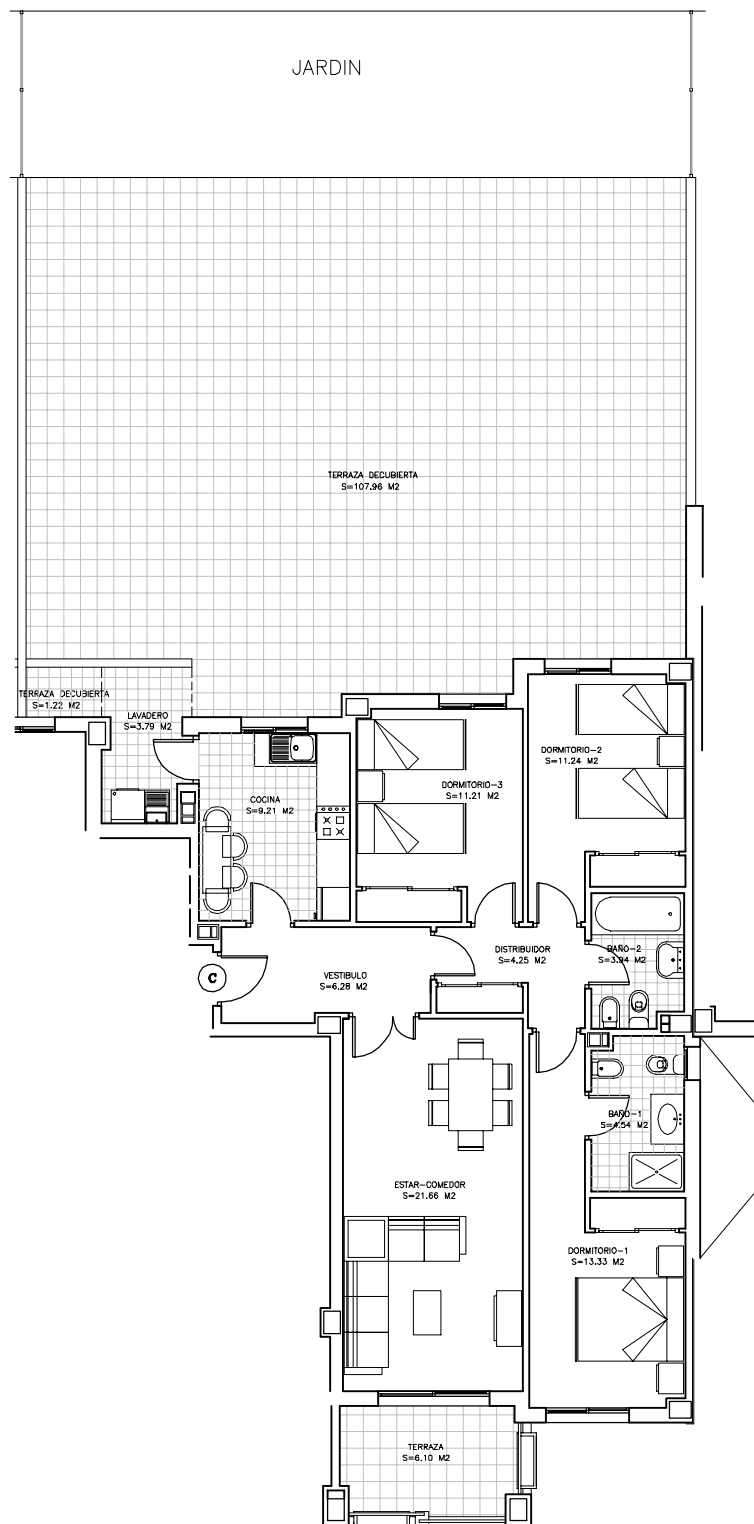 JARDIN
TERRAZA DECUBIERTA
S=107.96 M2
TERRAZA DECUBIERTA
S=1.22 M2
LAVADERO
S=3.79 M2
COCINA
S=9.21 M2
DORMITORIO-3
S=11.21 M2
DORMITORIO-2
S=11.24 M2
DISTRIBUIDOR
S=4.25 M2
BAÑO-2
S=3.94 M2
VESTIBULO
S=6.28 M2
C
BAÑO-1
S=4.54 M2
ESTAR-COMEDOR
S=21.66 M2
DORMITORIO-1
S=13.33 M2
TERRAZA
S=6.10 M2